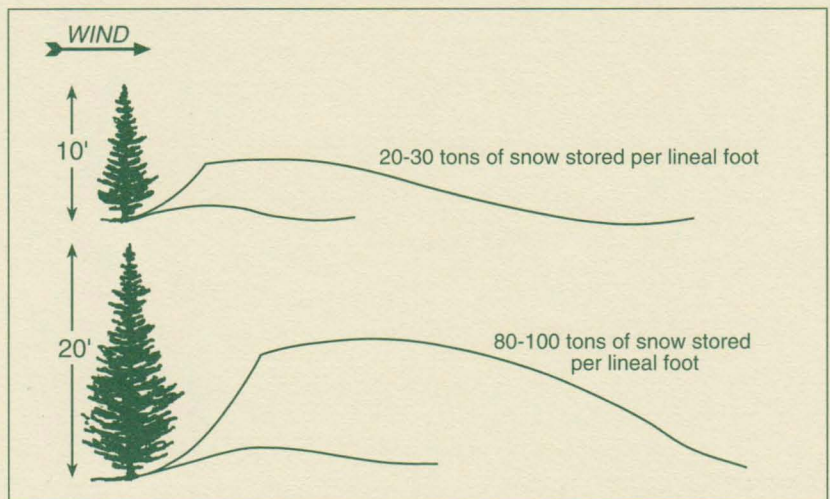 WIND
10'
20-30 tons of snow stored per lineal foot
20'
80-100 tons of snow stored
per lineal foot